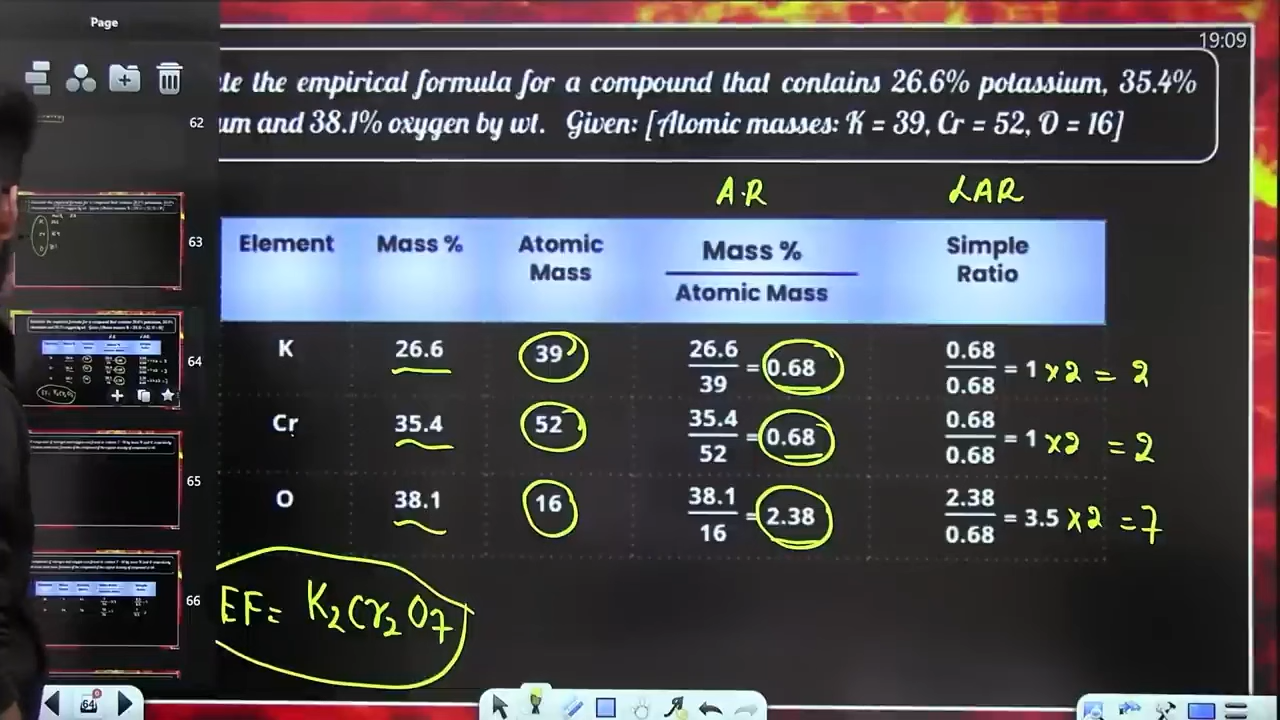 Page
19:09
te the empirical formula for a compound that contains 26.6% potassium, 35.4%
um and 38.1% oxygen by wt. Given: [Atomic masses: K = 39, Cr = 52, O = 16]
62
63
64
65
66
A.R
LAR
Element Mass % Atomic Mass Mass % / Atomic Mass Simple Ratio
K 26.6 39 26.6/39 = 0.68 0.68/0.68 = 1 ×2 = 2
Cr 35.4 52 35.4/52 = 0.68 0.68/0.68 = 1 ×2 = 2
O 38.1 16 38.1/16 = 2.38 2.38/0.68 = 3.5 ×2 = 7
EF = K2Cr2O7
64